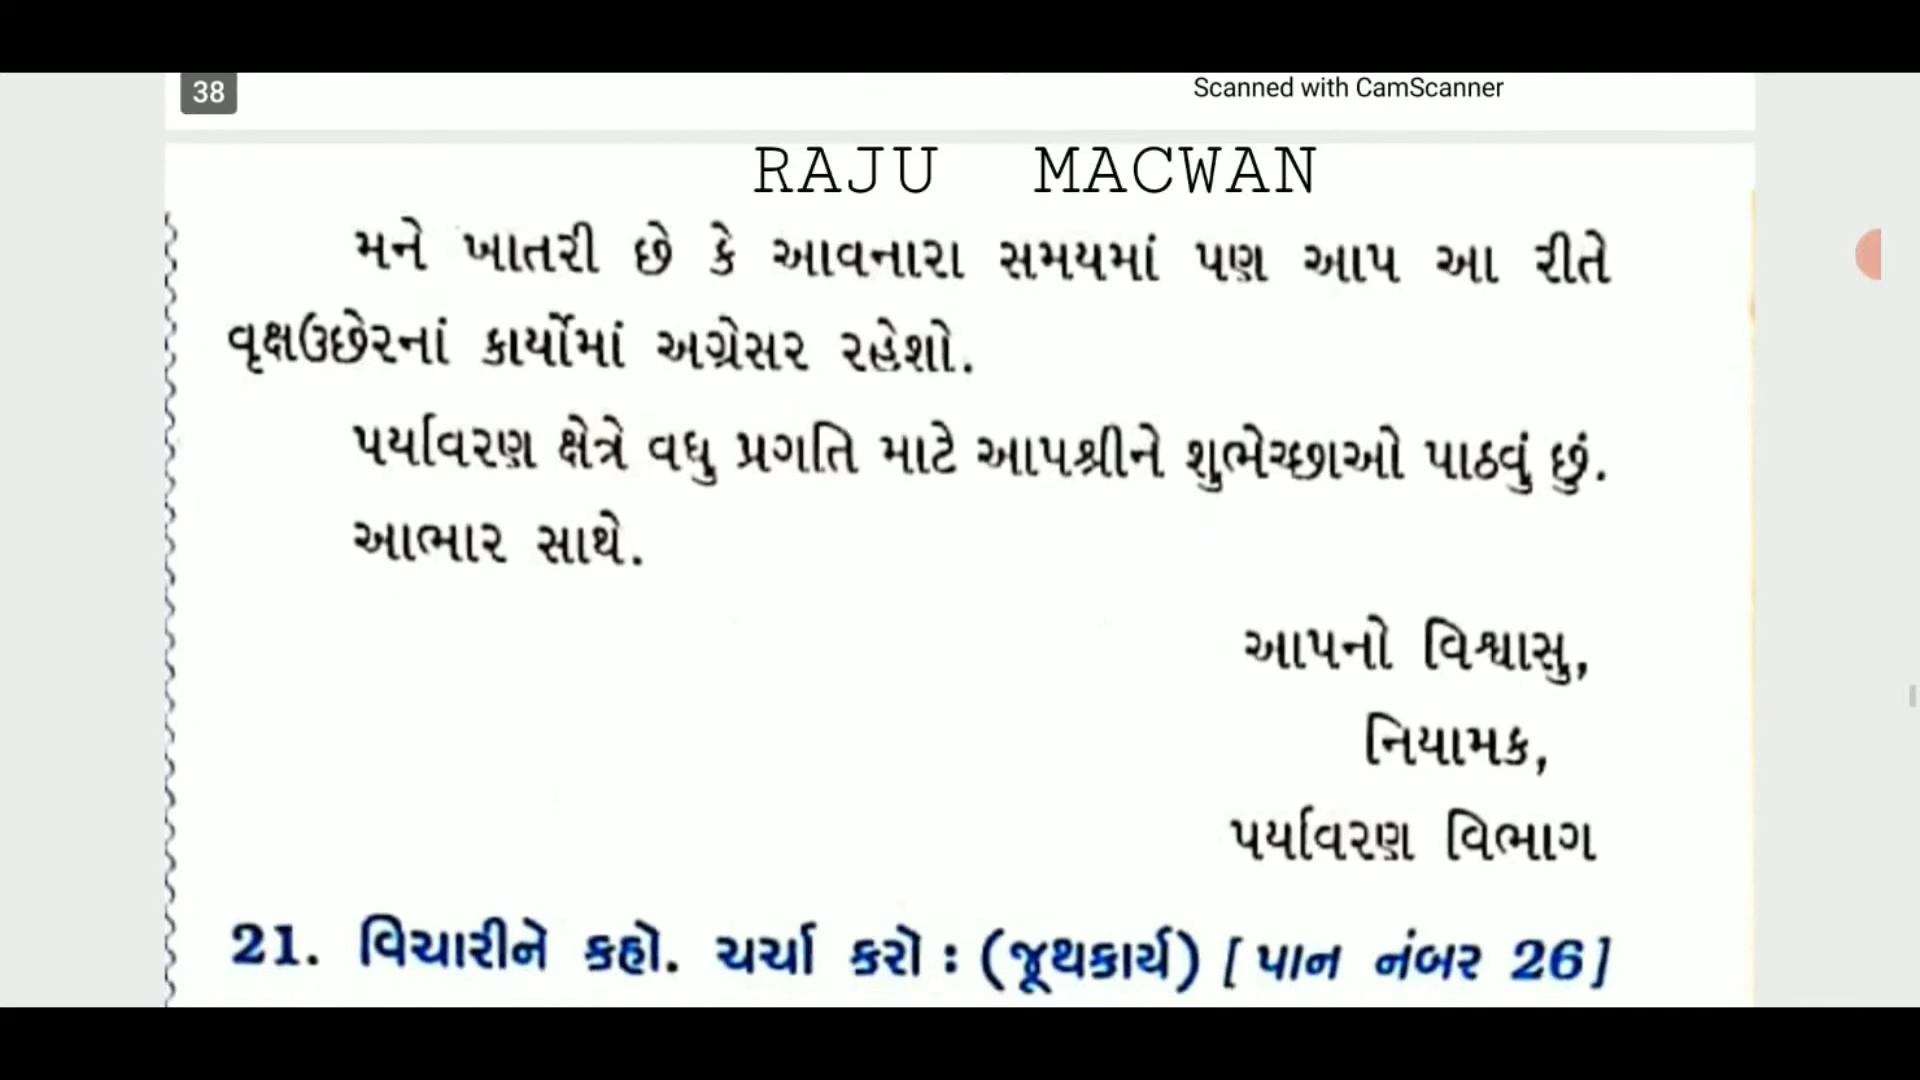 38
Scanned with CamScanner
RAJU MACWAN
મને ખાતરી છે કે આવનારા સમયમાં પણ આપ આ રીતે
વૃક્ષઉછેરનાં કાર્યોમાં અગ્રેસર રહેશો.
પર્યાવરણ ક્ષેત્રે વધુ પ્રગતિ માટે આપશ્રીને શુભેચ્છાઓ પાઠવું છું.
આભાર સાથે.
આપનો વિશ્વાસુ,
નિયામક,
પર્યાવરણ વિભાગ
21. વિચારીને કહો. ચર્ચા કરો : (જૂથકાર્ય) [ પાન નંબર 26 ]